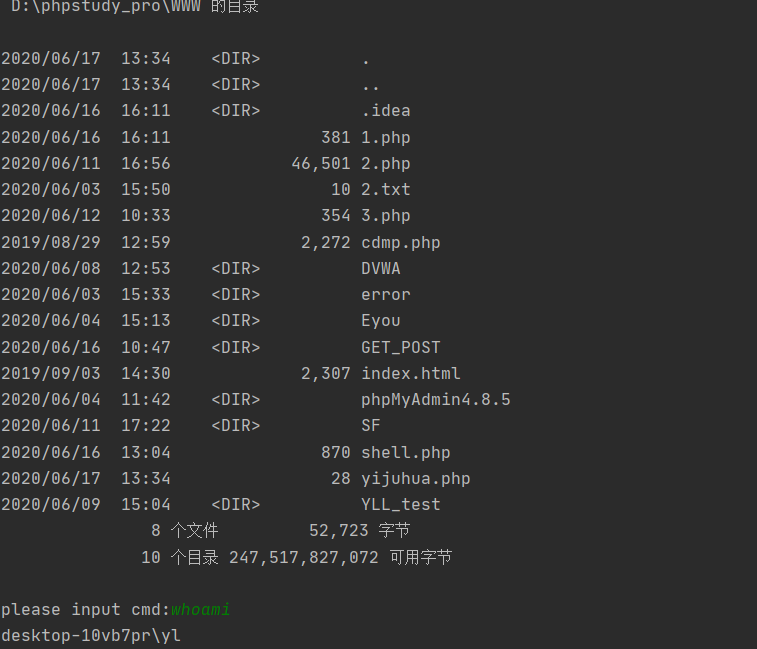 D:\phpstudy_pro\WWW 的目录
2020/06/17  13:34    <DIR>          .
2020/06/17  13:34    <DIR>          ..
2020/06/16  16:11    <DIR>          .idea
2020/06/16  16:11               381 1.php
2020/06/11  16:56            46,501 2.php
2020/06/03  15:50                10 2.txt
2020/06/12  10:33               354 3.php
2019/08/29  12:59             2,272 cdmp.php
2020/06/08  12:53    <DIR>          DVWA
2020/06/03  15:33    <DIR>          error
2020/06/04  15:13    <DIR>          Eyou
2020/06/16  10:47    <DIR>          GET_POST
2019/09/03  14:30             2,307 index.html
2020/06/04  11:42    <DIR>          phpMyAdmin4.8.5
2020/06/11  17:22    <DIR>          SF
2020/06/16  13:04               870 shell.php
2020/06/17  13:34                28 yijuhua.php
2020/06/09  15:04    <DIR>          YLL_test
               8 个文件         52,723 字节
              10 个目录 247,517,827,072 可用字节
please input cmd:whoami
desktop-10vb7pr\yl